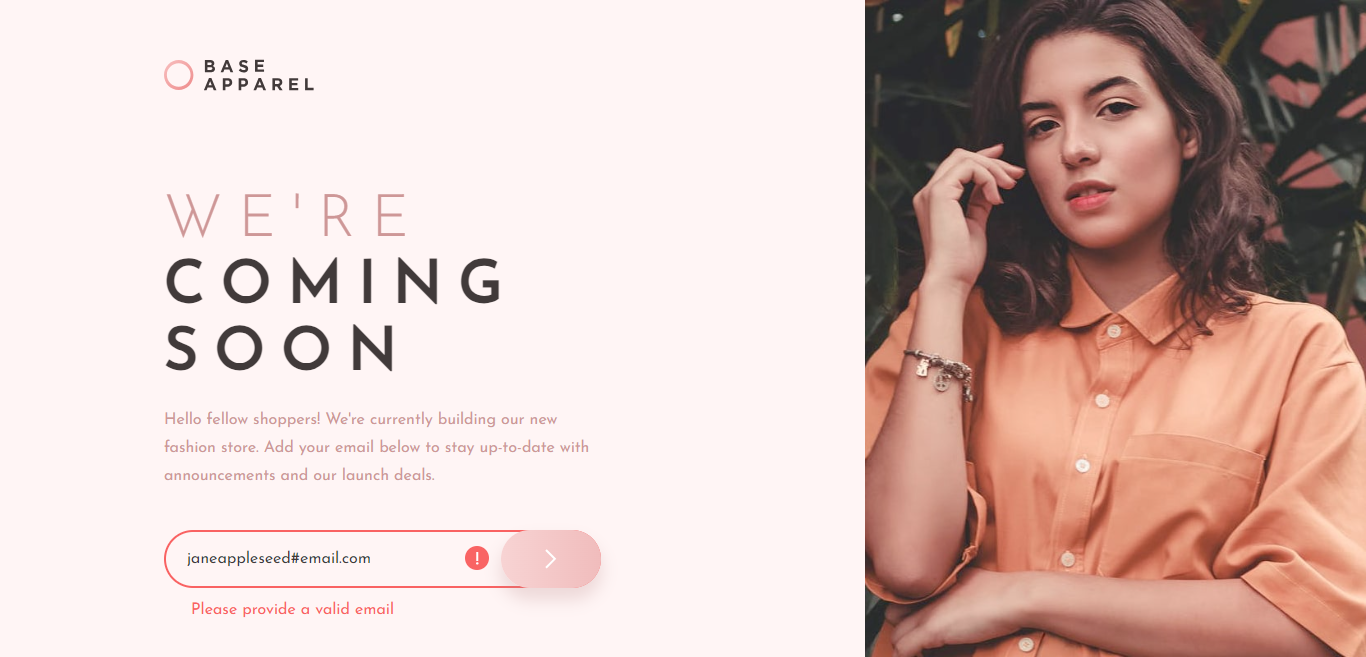 BASE
APPAREL
WE'RE
COMING
SOON
Hello fellow shoppers! We're currently building our new
fashion store. Add your email below to stay up-to-date with
announcements and our launch deals.
janeappleseed#email.com !
Please provide a valid email